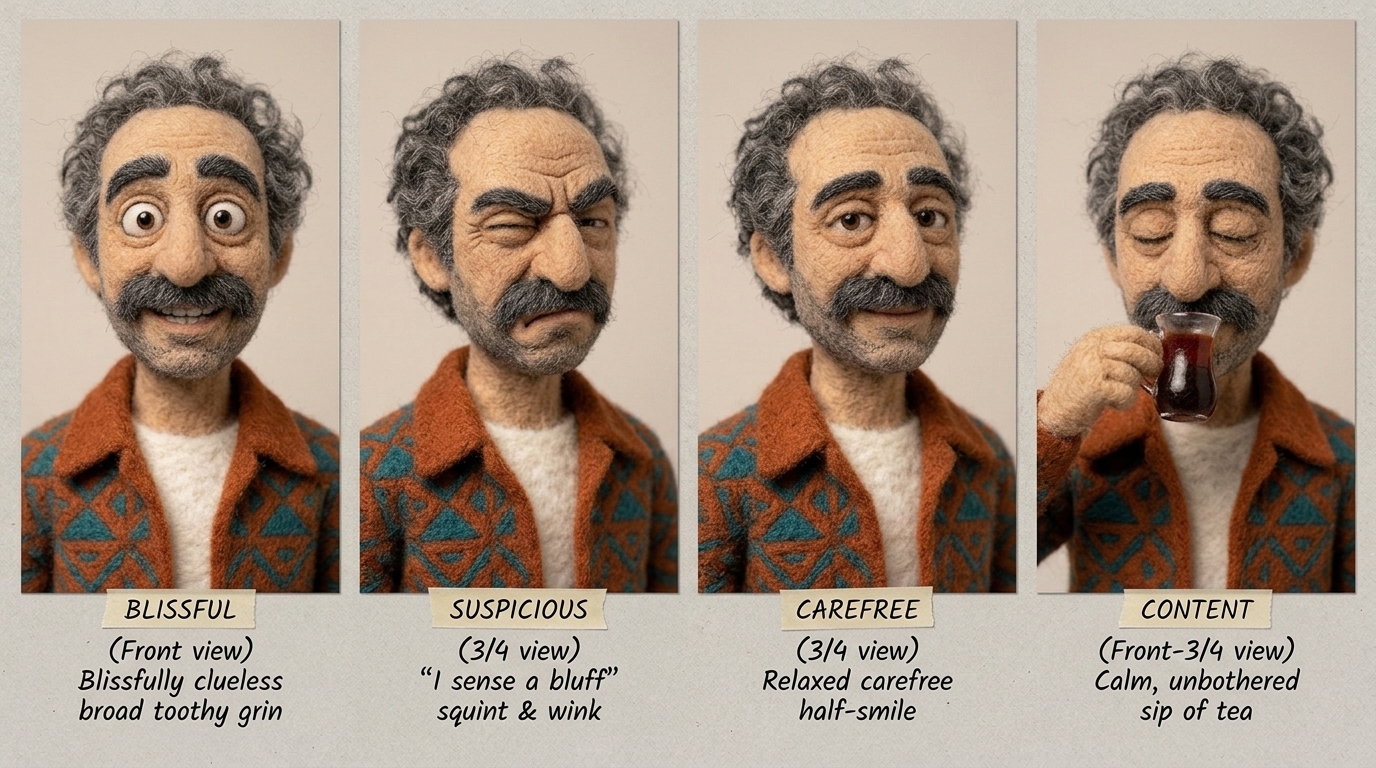 BLISSFUL
(Front view)
Blissfully clueless
broad toothy grin
SUSPICIOUS
(3/4 view)
“I sense a bluff”
squint & wink
CAREFREE
(3/4 view)
Relaxed carefree
half-smile
CONTENT
(Front-3/4 view)
Calm, unbothered
sip of tea